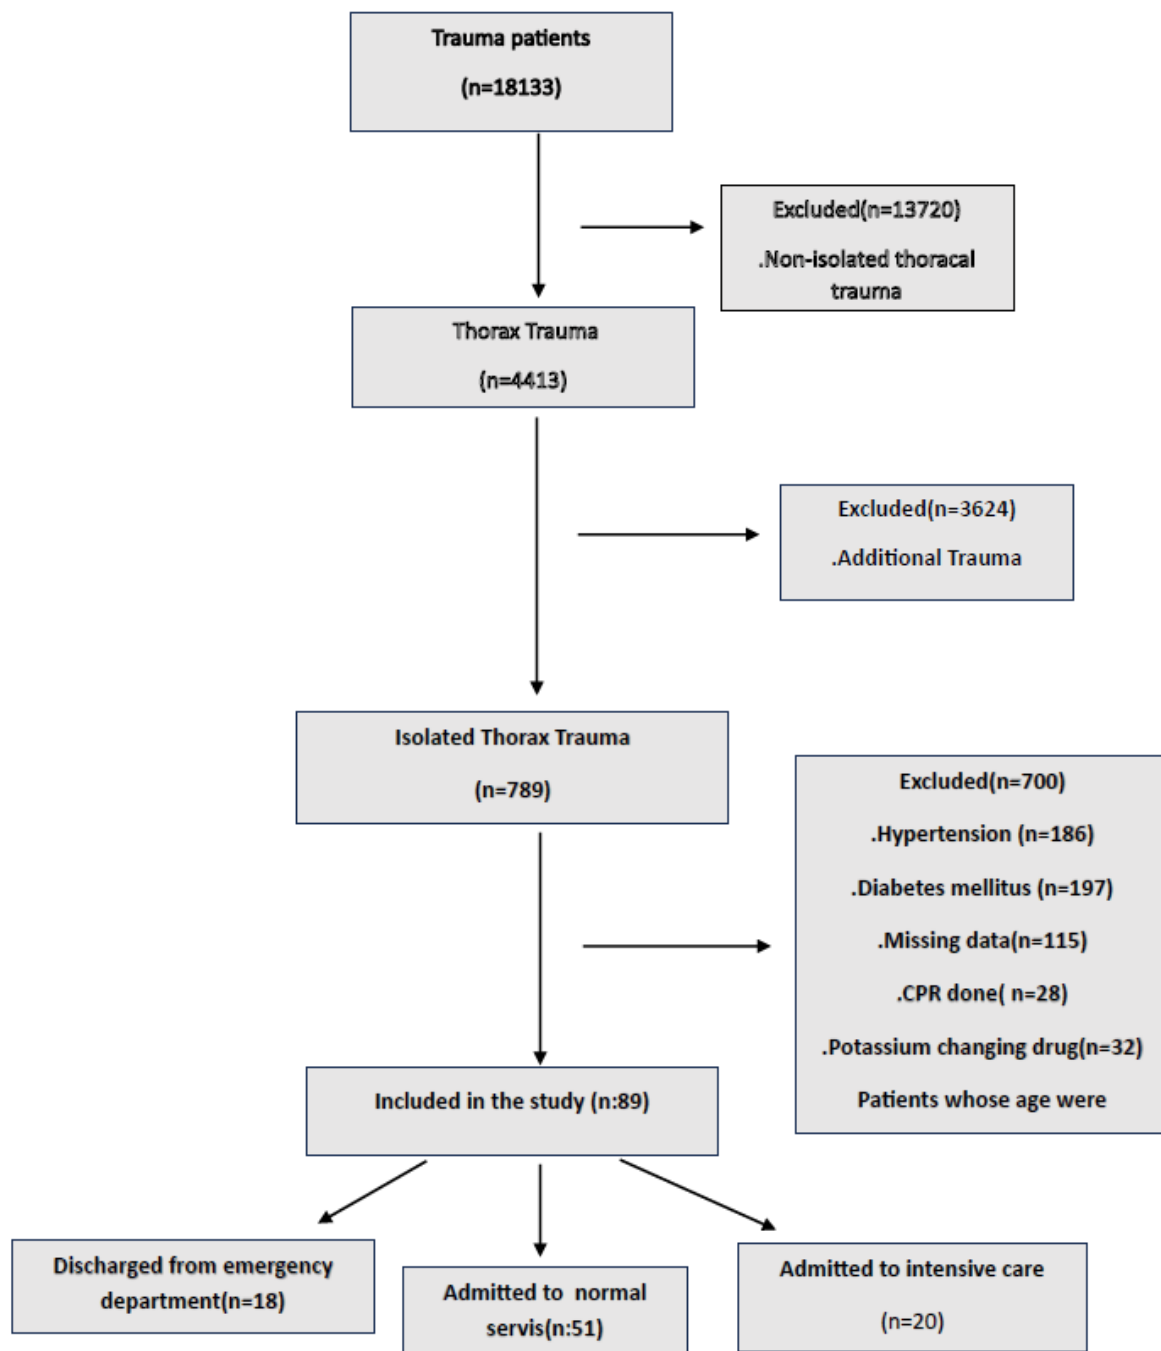 Trauma patients
(n=18133)
Excluded(n=13720)
.Non-isolated thoracal
trauma
Thorax Trauma
(n=4413)
Excluded(n=3624)
.Additional Trauma
Isolated Thorax Trauma
(n=789)
Excluded(n=700)
.Hypertension (n=186)
.Diabetes mellitus (n=197)
.Missing data(n=115)
.CPR done( n=28)
.Potassium changing drug(n=32)
Patients whose age were
Included in the study (n:89)
Discharged from emergency
department(n=18)
Admitted to  normal
servis(n:51)
Admitted to intensive care
(n=20)